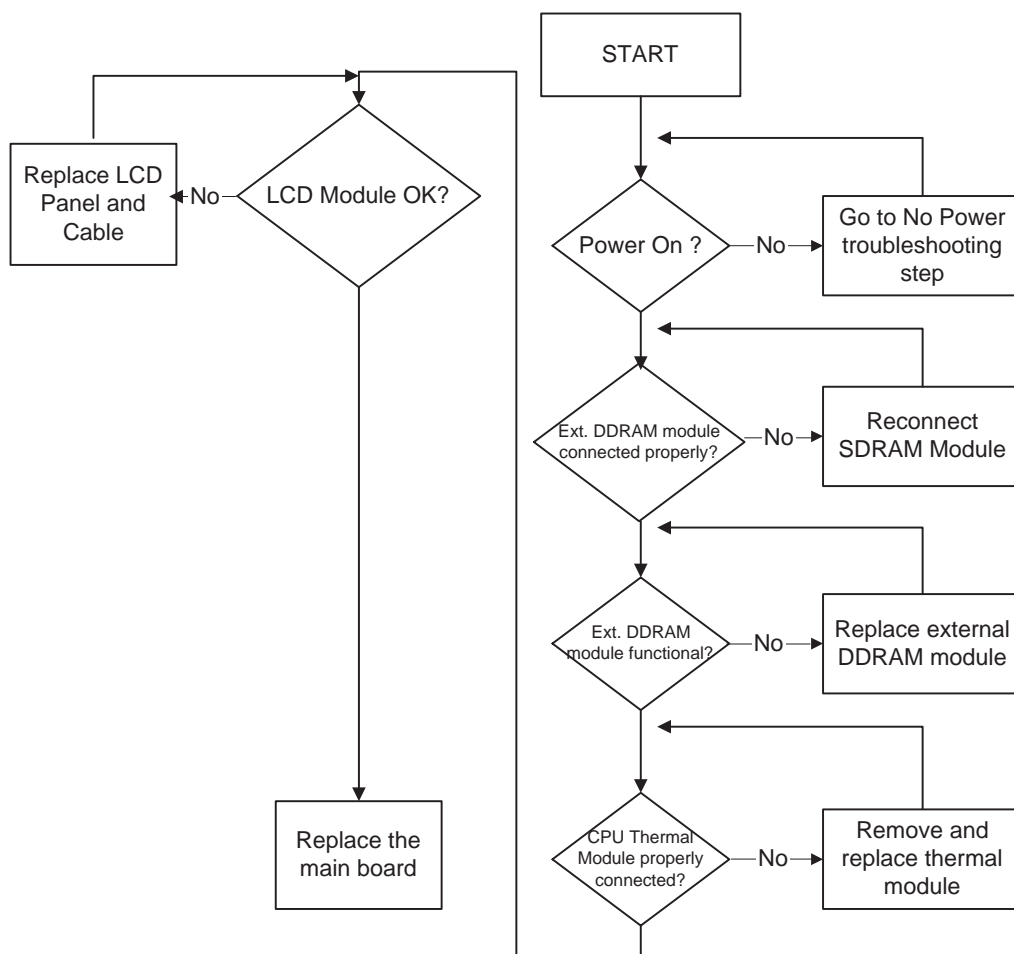 START
Replace LCD
Panel and
Cable
No
LCD Module OK?
Power On ?
No
Go to No Power
troubleshooting
step
Ext. DDRAM module
connected properly?
No
Reconnect
SDRAM Module
Ext. DDRAM
module functional?
No
Replace external
DDRAM module
Replace the
main board
CPU Thermal
Module properly
connected?
No
Remove and
replace thermal
module